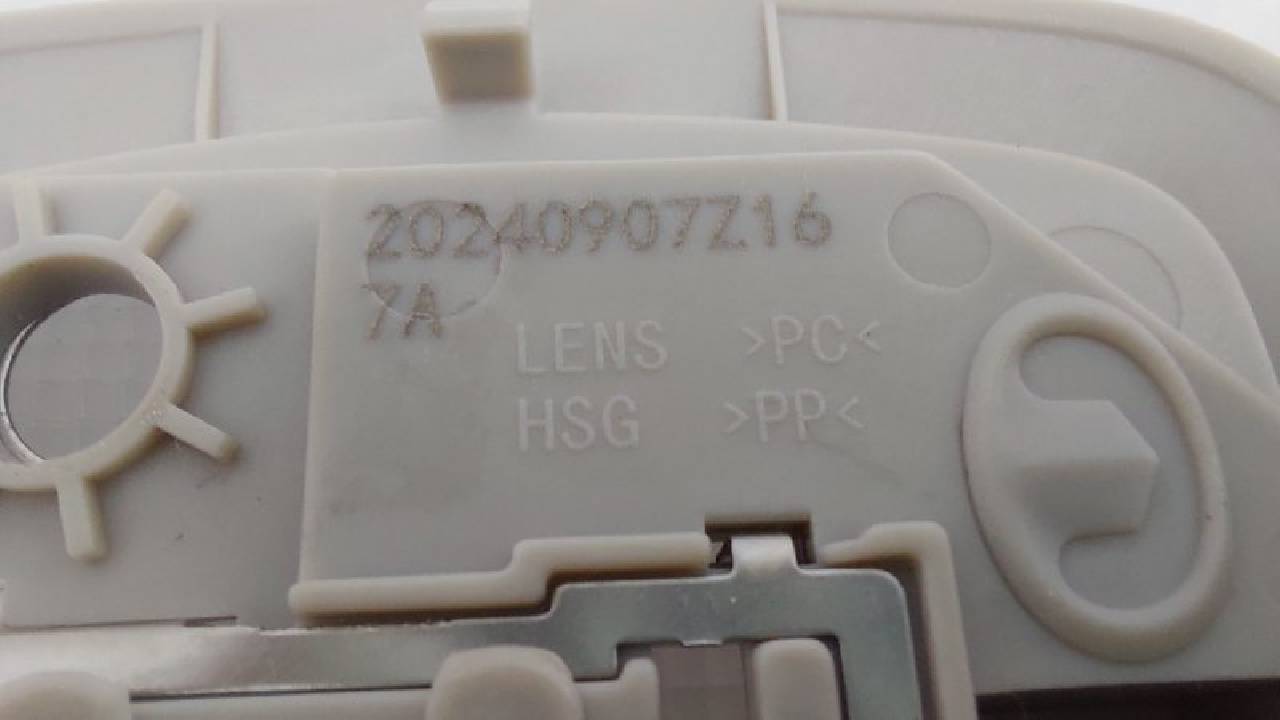 20240907Z16
7A
LENS >PC<
HSG >PP<